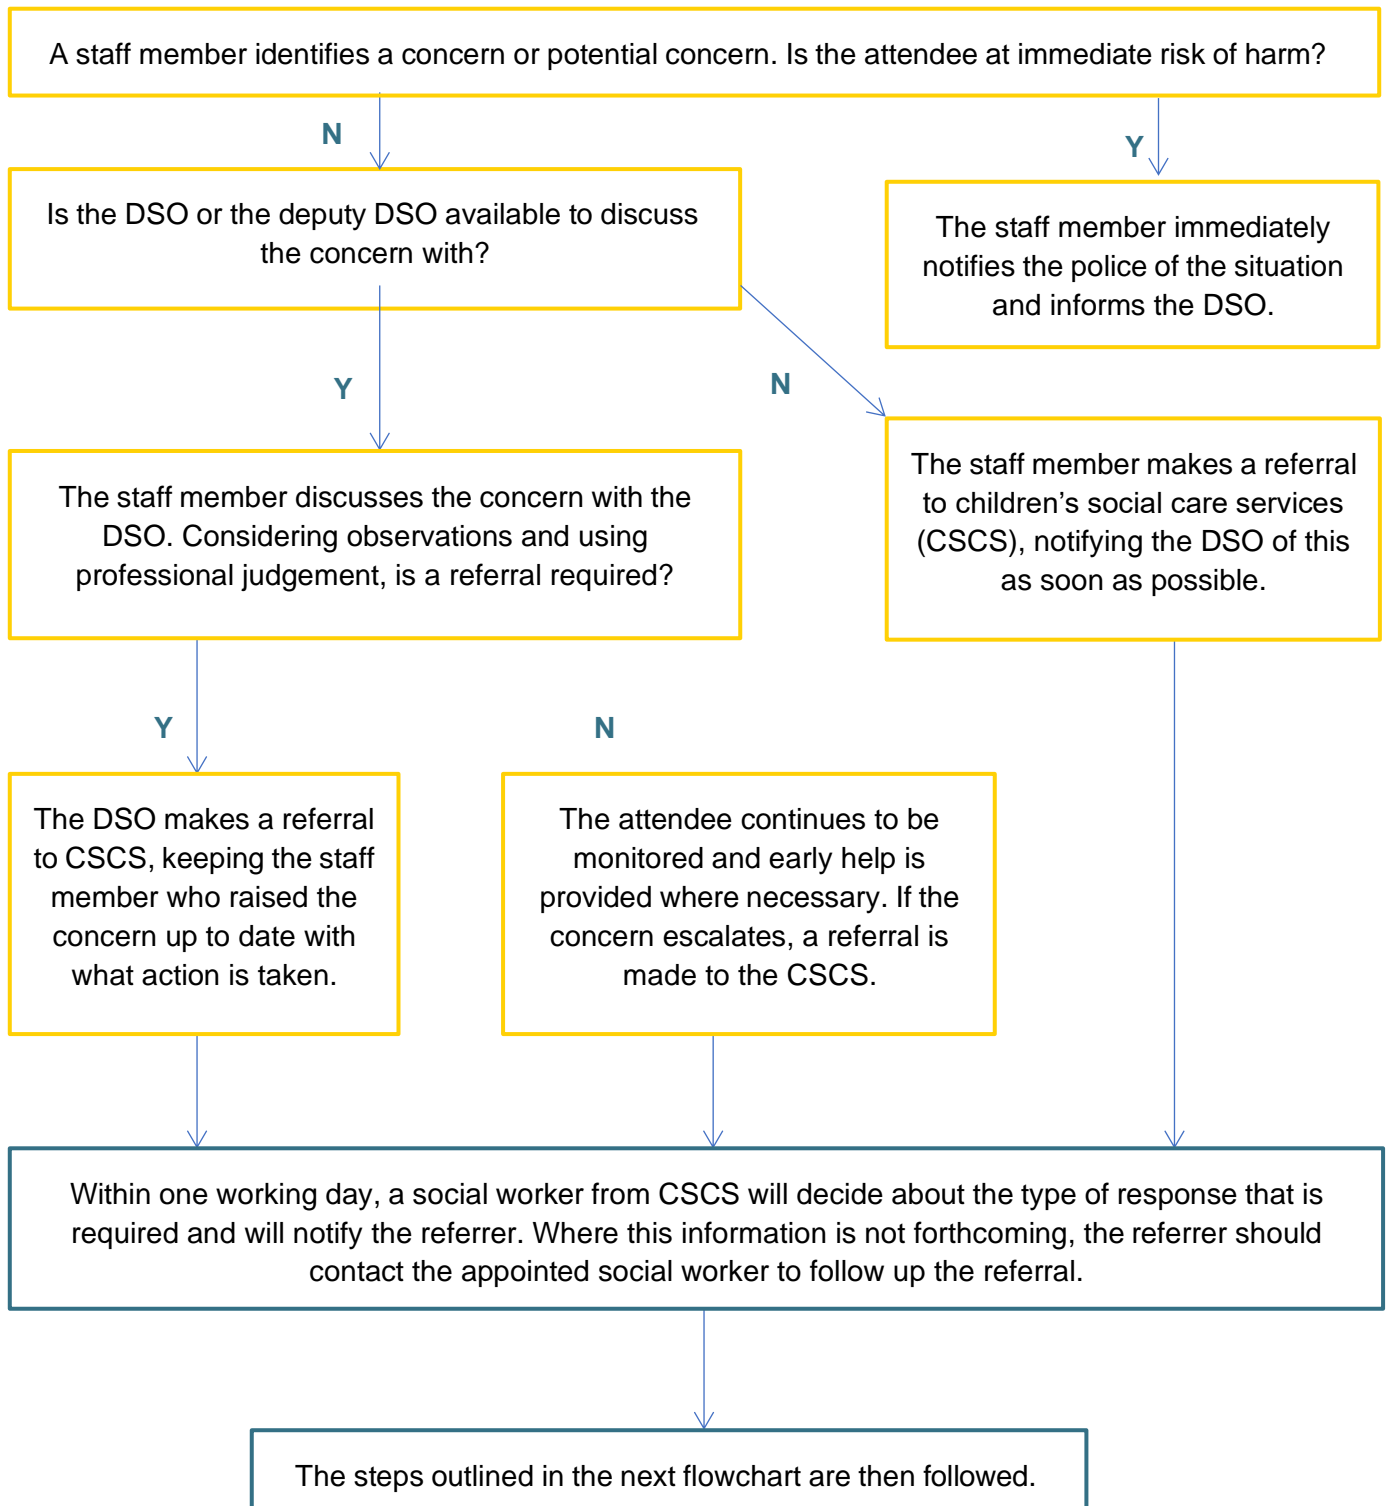 A staff member identifies a concern or potential concern. Is the attendee at immediate risk of harm?
N
Y
Is the DSO or the deputy DSO available to discuss
the concern with?
The staff member immediately
notifies the police of the situation
and informs the DSO.
Y
N
The staff member discusses the concern with the
DSO. Considering observations and using
professional judgement, is a referral required?
The staff member makes a referral
to children’s social care services
(CSCS), notifying the DSO of this
as soon as possible.
Y
N
The DSO makes a referral
to CSCS, keeping the staff
member who raised the
concern up to date with
what action is taken.
The attendee continues to be
monitored and early help is
provided where necessary. If the
concern escalates, a referral is
made to the CSCS.
Within one working day, a social worker from CSCS will decide about the type of response that is
required and will notify the referrer. Where this information is not forthcoming, the referrer should
contact the appointed social worker to follow up the referral.
The steps outlined in the next flowchart are then followed.